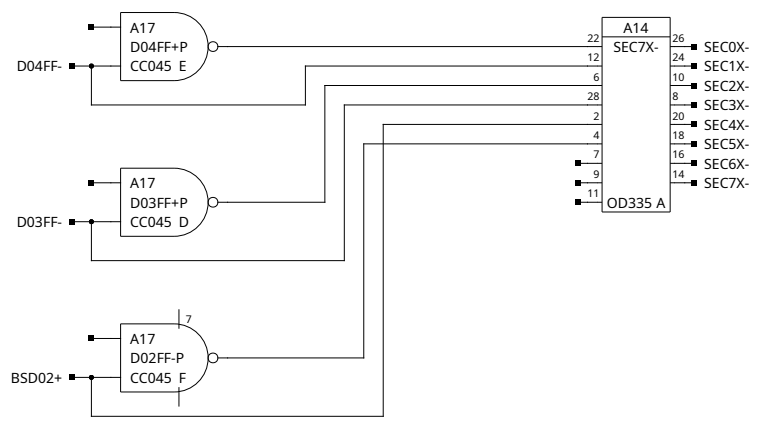 A17
D04FF+P
D04FF-
CC045 E
A14
SEC7X-
22
12
6
28
2
4
7
9
11
OD335 A
26
SEC0X-
24
SEC1X-
10
SEC2X-
8
SEC3X-
20
SEC4X-
18
SEC5X-
16
SEC6X-
14
SEC7X-
A17
D03FF+P
D03FF-
CC045 D
7
A17
D02FF-P
BSD02+
CC045 F